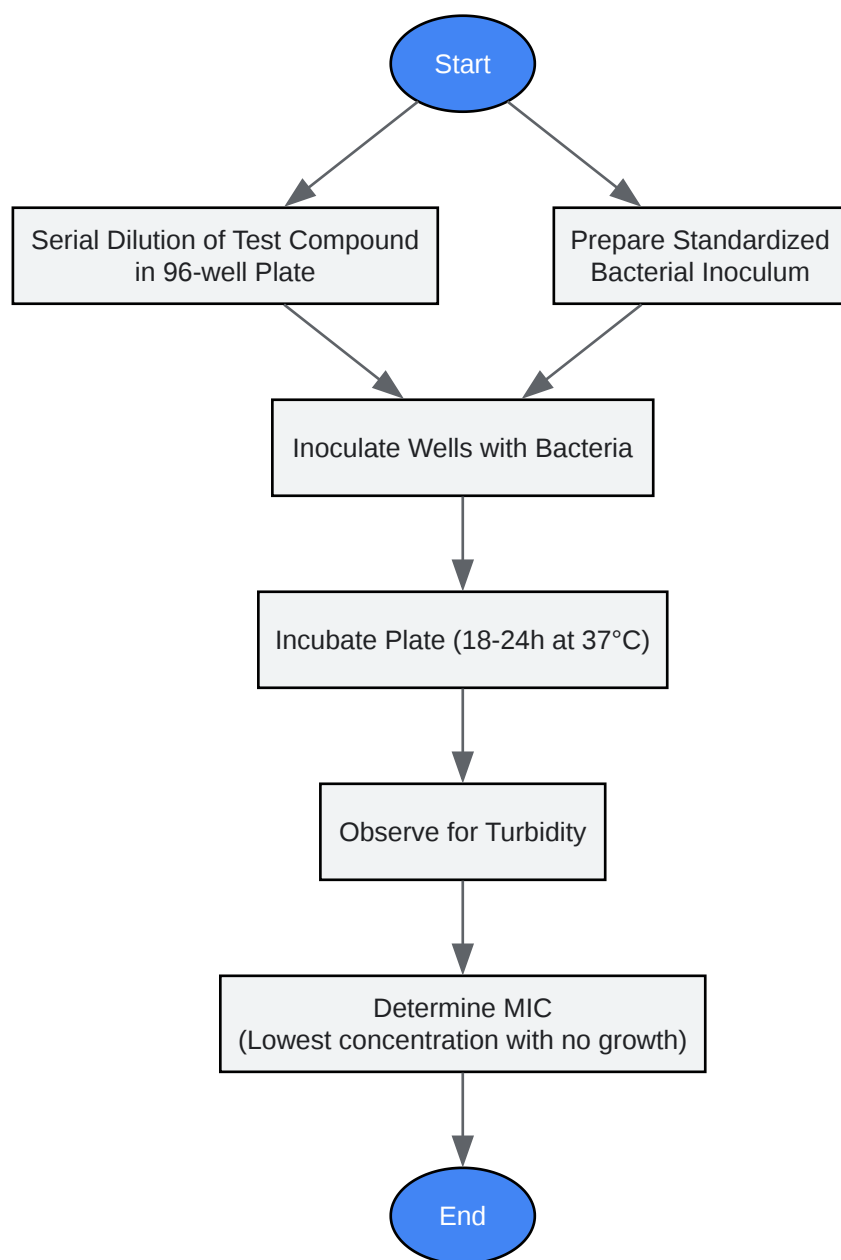 Start
Serial Dilution of Test Compound
in 96-well Plate
Prepare Standardized
Bacterial Inoculum
Inoculate Wells with Bacteria
Incubate Plate (18-24h at 37°C)
Observe for Turbidity
Determine MIC
(Lowest concentration with no growth)
End